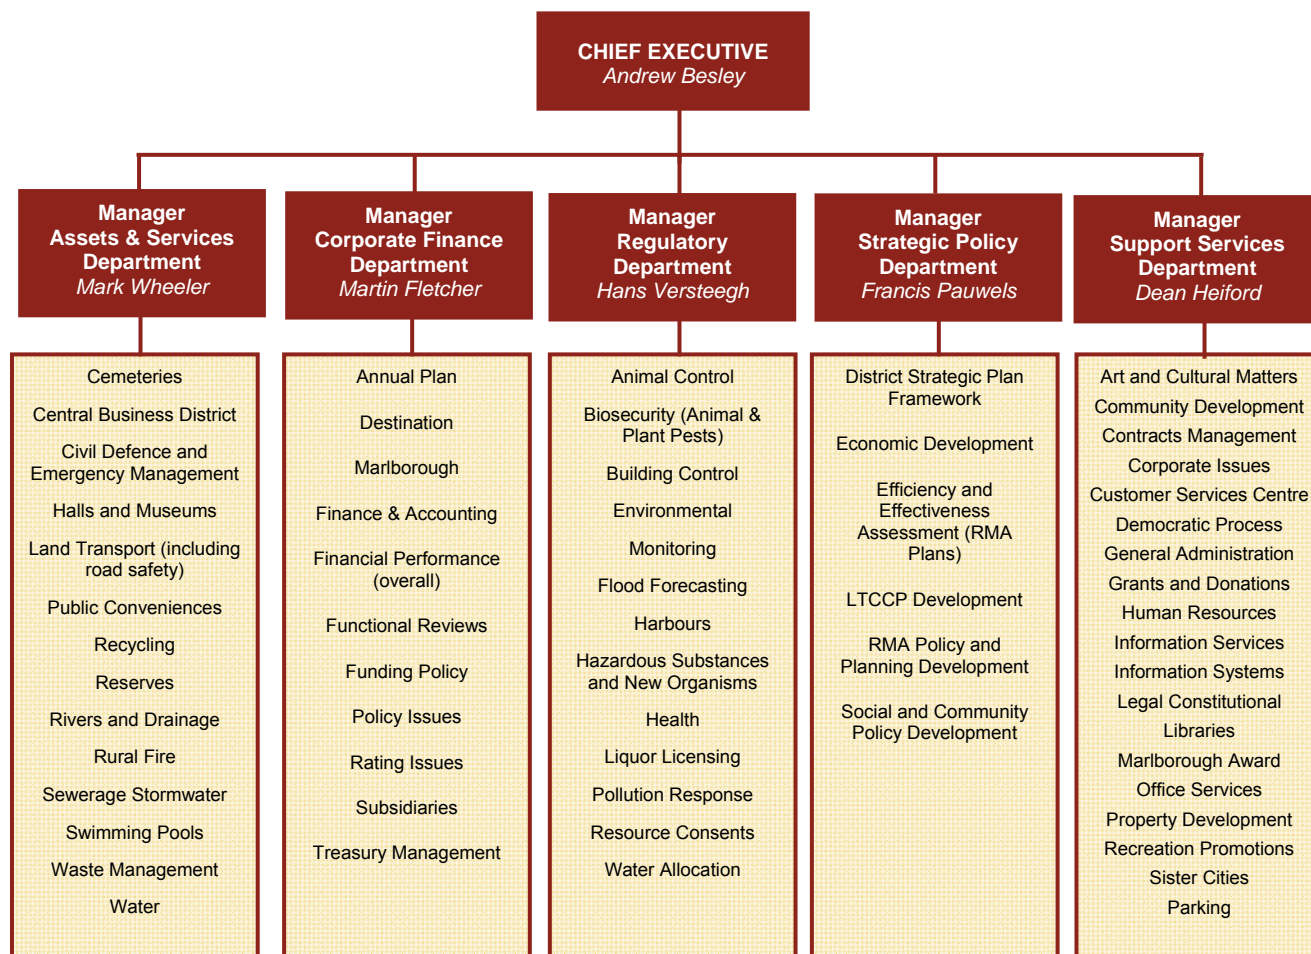 CHIEF EXECUTIVE
Andrew Besley
Manager
Assets & Services
Department
Mark Wheeler
Manager
Corporate Finance
Department
Martin Fletcher
Manager
Regulatory
Department
Hans Versteegh
Manager
Strategic Policy
Department
Francis Pauwels
Manager
Support Services
Department
Dean Heiford
Cemeteries
Central Business District
Civil Defence and
Emergency Management
Halls and Museums
Land Transport (including
road safety)
Public Conveniences
Recycling
Reserves
Rivers and Drainage
Rural Fire
Sewerage Stormwater
Swimming Pools
Waste Management
Water
Annual Plan
Destination
Marlborough
Finance & Accounting
Financial Performance
(overall)
Functional Reviews
Funding Policy
Policy Issues
Rating Issues
Subsidiaries
Treasury Management
Animal Control
Biosecurity (Animal &
Plant Pests)
Building Control
Environmental
Monitoring
Flood Forecasting
Harbours
Hazardous Substances
and New Organisms
Health
Liquor Licensing
Pollution Response
Resource Consents
Water Allocation
District Strategic Plan
Framework
Economic Development
Efficiency and
Effectiveness
Assessment (RMA
Plans)
LTCCP Development
RMA Policy and
Planning Development
Social and Community
Policy Development
Art and Cultural Matters
Community Development
Contracts Management
Corporate Issues
Customer Services Centre
Democratic Process
General Administration
Grants and Donations
Human Resources
Information Services
Information Systems
Legal Constitutional
Libraries
Marlborough Award
Office Services
Property Development
Recreation Promotions
Sister Cities
Parking